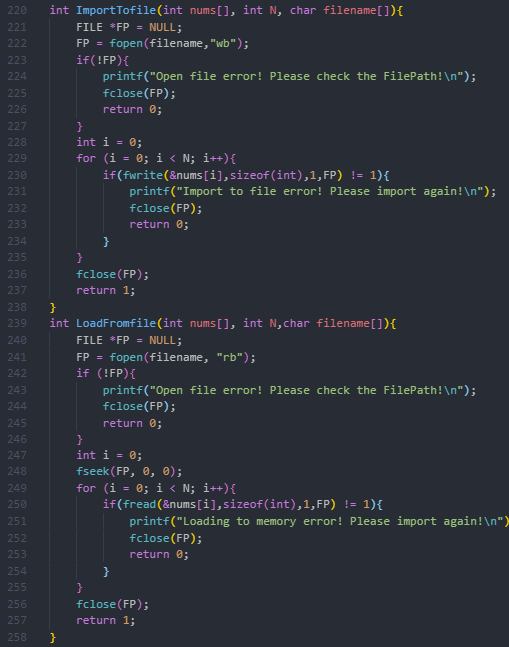 220 int ImportTofile(int nums[], int N, char filename[]){
221     FILE *FP = NULL;
222     FP = fopen(filename,"wb");
223     if(!FP){
224         printf("Open file error! Please check the FilePath!\n");
225         fclose(FP);
226         return 0;
227     }
228     int i = 0;
229     for (i = 0; i < N; i++){
230         if(fwrite(&nums[i],sizeof(int),1,FP) != 1){
231             printf("Import to file error! Please import again!\n");
232             fclose(FP);
233             return 0;
234         }
235     }
236     fclose(FP);
237     return 1;
238 }
239 int LoadFromfile(int nums[], int N,char filename[]){
240     FILE *FP = NULL;
241     FP = fopen(filename, "rb");
242     if (!FP){
243         printf("Open file error! Please check the FilePath!\n");
244         fclose(FP);
245         return 0;
246     }
247     int i = 0;
248     fseek(FP, 0, 0);
249     for (i = 0; i < N; i++){
250         if(fread(&nums[i],sizeof(int),1,FP) != 1){
251             printf("Loading to memory error! Please import again!\n")
252             fclose(FP);
253             return 0;
254         }
255     }
256     fclose(FP);
257     return 1;
258 }